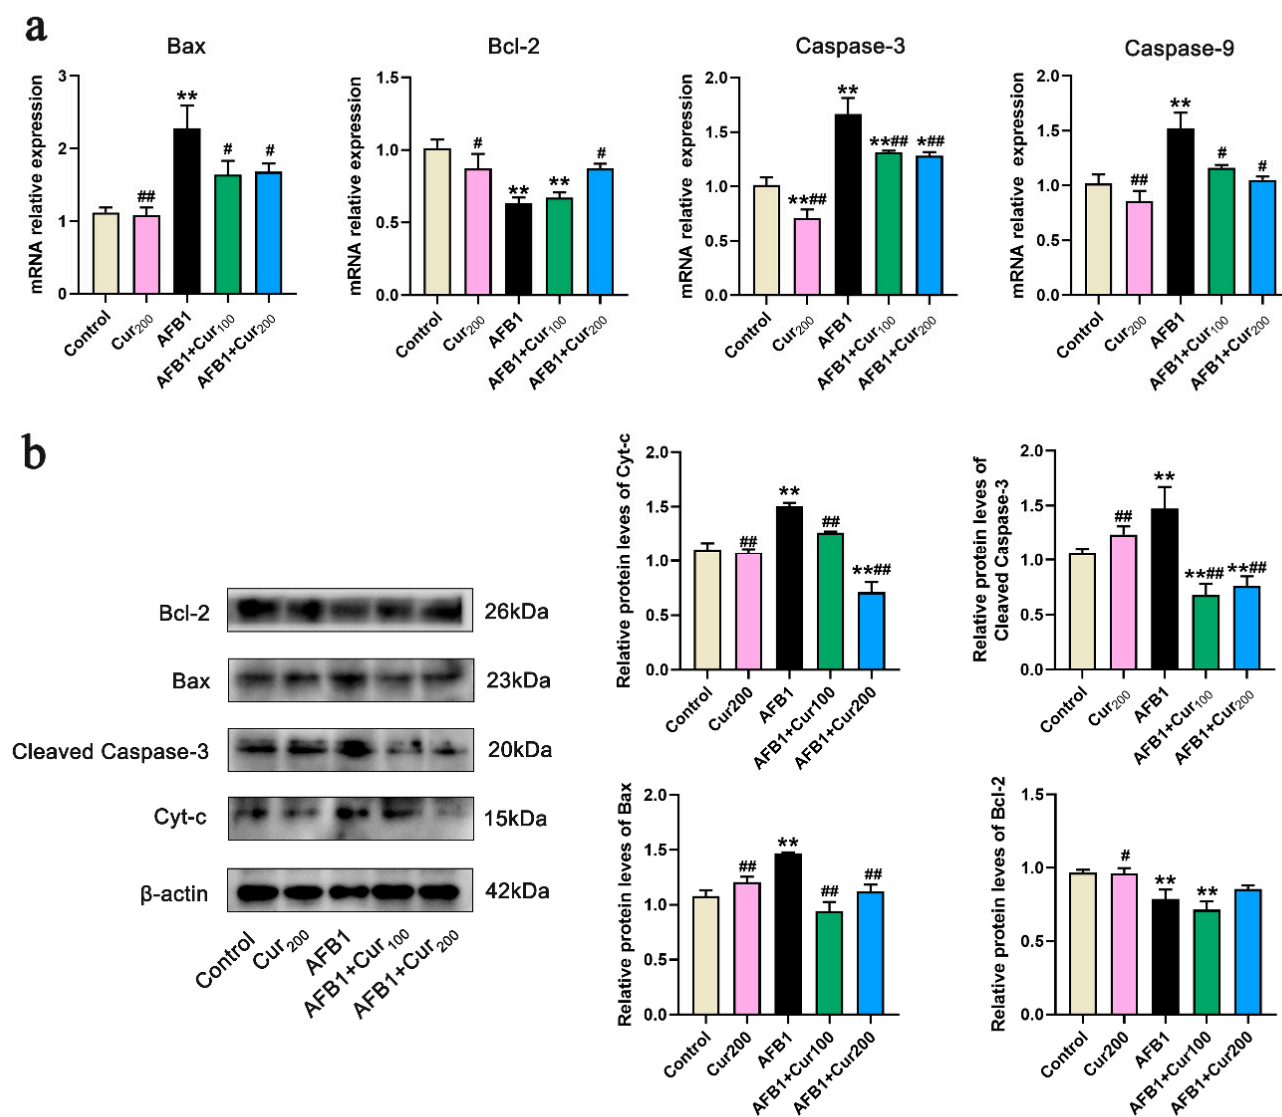 a
Bax
mRNA relative expression
3
2
1
0
**
##
#
#
Control
Cur200
AFB1
AFB1+Cur100
AFB1+Cur200
Bcl-2
mRNA relative expression
1.5
1.0
0.5
0.0
#
**
**
#
Control
Cur200
AFB1
AFB1+Cur100
AFB1+Cur200
Caspase-3
mRNA relative expression
2.0
1.5
1.0
0.5
0.0
**##
**
**##
*##
Control
Cur200
AFB1
AFB1+Cur100
AFB1+Cur200
Caspase-9
mRNA relative expression
2.0
1.5
1.0
0.5
0.0
##
**
#
#
Control
Cur200
AFB1
AFB1+Cur100
AFB1+Cur200
b
Bcl-2 26kDa
Bax 23kDa
Cleaved Caspase-3 20kDa
Cyt-c 15kDa
β-actin 42kDa
Control
Cur200
AFB1
AFB1+Cur100
AFB1+Cur200
Relative protein leves of Cyt-c
2.0
1.5
1.0
0.5
0.0
##
**
##
**##
Control
Cur200
AFB1
AFB1+Cur100
AFB1+Cur200
Relative protein leves of
Cleaved Caspase-3
2.0
1.5
1.0
0.5
0.0
##
**
**##
**##
Control
Cur200
AFB1
AFB1+Cur100
AFB1+Cur200
Relative protein leves of Bax
2.0
1.5
1.0
0.5
0.0
##
**
##
##
Control
Cur200
AFB1
AFB1+Cur100
AFB1+Cur200
Relative protein leves of Bcl-2
1.5
1.0
0.5
0.0
#
**
**
Control
Cur200
AFB1
AFB1+Cur100
AFB1+Cur200